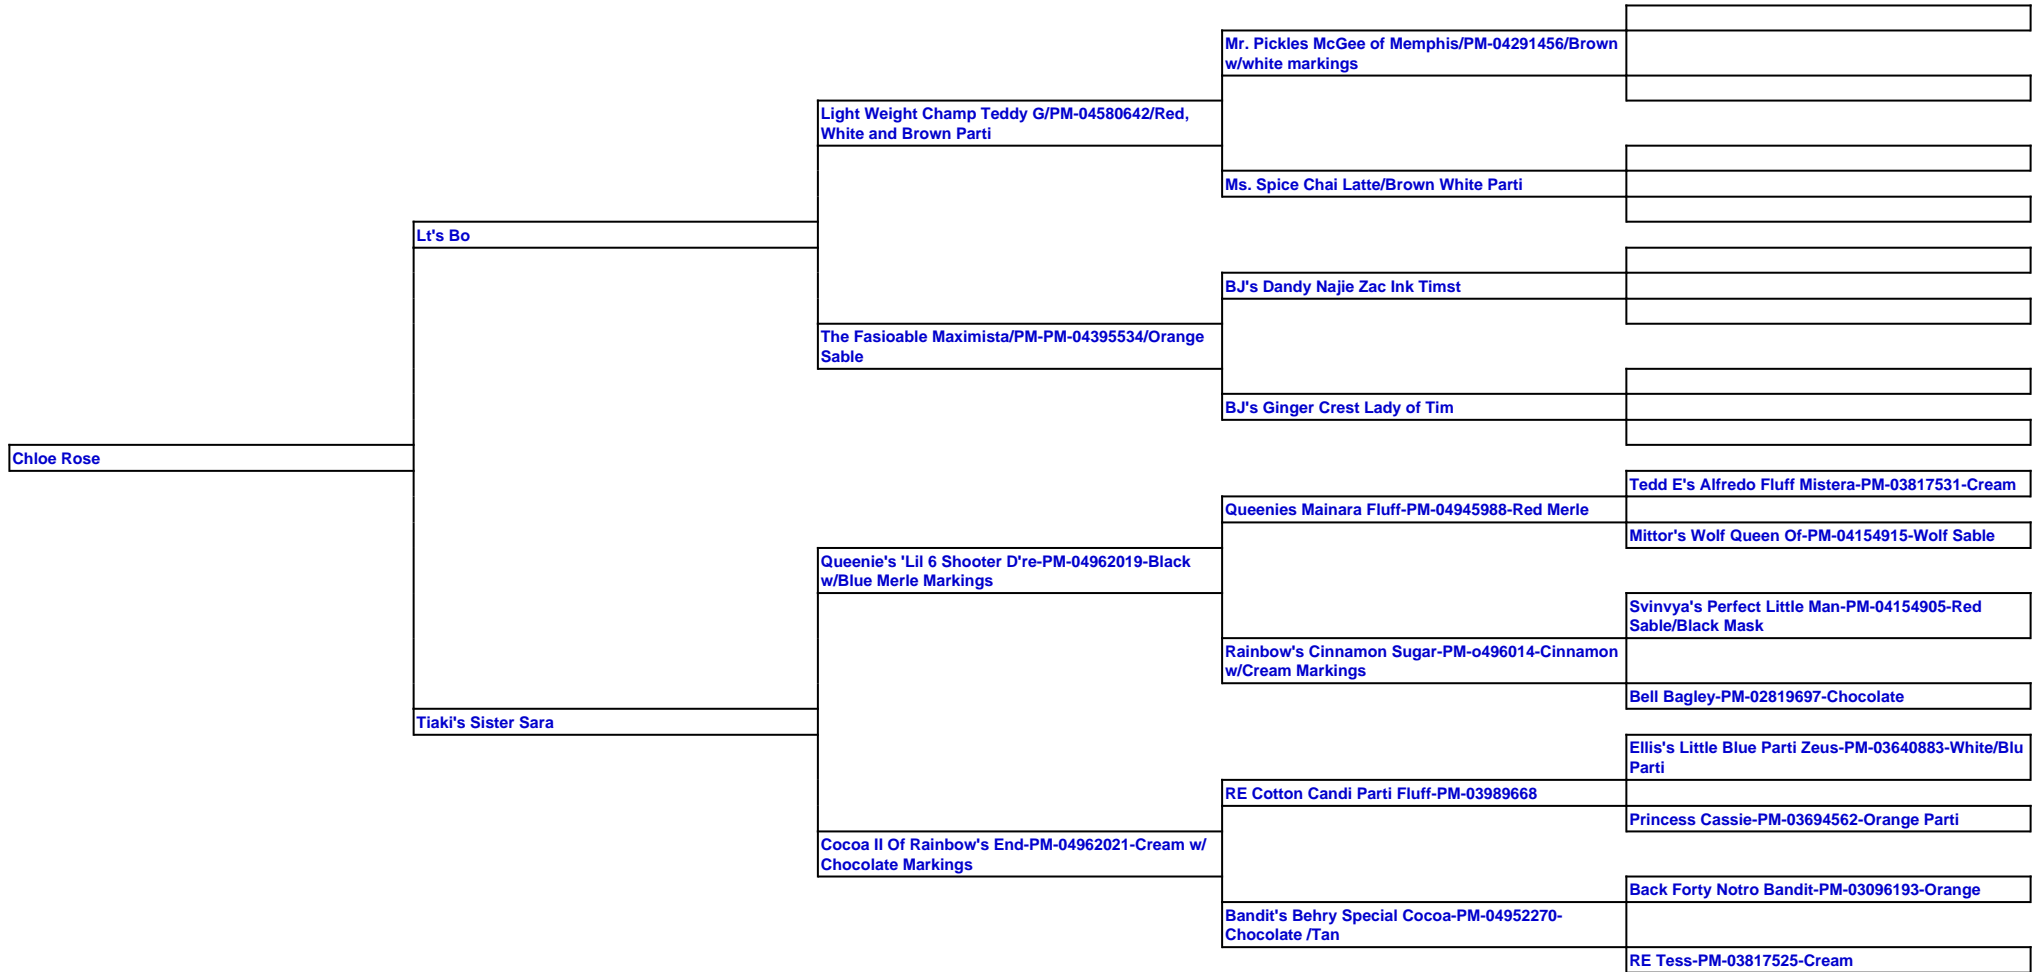 Mr. Pickles McGee of Memphis/PM-04291456/Brown
w/white markings
Light Weight Champ Teddy G/PM-04580642/Red,
White and Brown Parti
Ms. Spice Chai Latte/Brown White Parti
Lt's Bo
BJ's Dandy Najie Zac Ink Timst
The Fasioable Maximista/PM-PM-04395534/Orange
Sable
BJ's Ginger Crest Lady of Tim
Chloe Rose
Tedd E's Alfredo Fluff Mistera-PM-03817531-Cream
Queenies Mainara Fluff-PM-04945988-Red Merle
Mittor's Wolf Queen Of-PM-04154915-Wolf Sable
Queenie's 'Lil 6 Shooter D're-PM-04962019-Black
w/Blue Merle Markings
Svinvya's Perfect Little Man-PM-04154905-Red
Sable/Black Mask
Rainbow's Cinnamon Sugar-PM-o496014-Cinnamon
w/Cream Markings
Bell Bagley-PM-02819697-Chocolate
Tiaki's Sister Sara
Ellis's Little Blue Parti Zeus-PM-03640883-White/Blu
Parti
RE Cotton Candi Parti Fluff-PM-03989668
Princess Cassie-PM-03694562-Orange Parti
Cocoa II Of Rainbow's End-PM-04962021-Cream w/
Chocolate Markings
Back Forty Notro Bandit-PM-03096193-Orange
Bandit's Behry Special Cocoa-PM-04952270-
Chocolate /Tan
RE Tess-PM-03817525-Cream